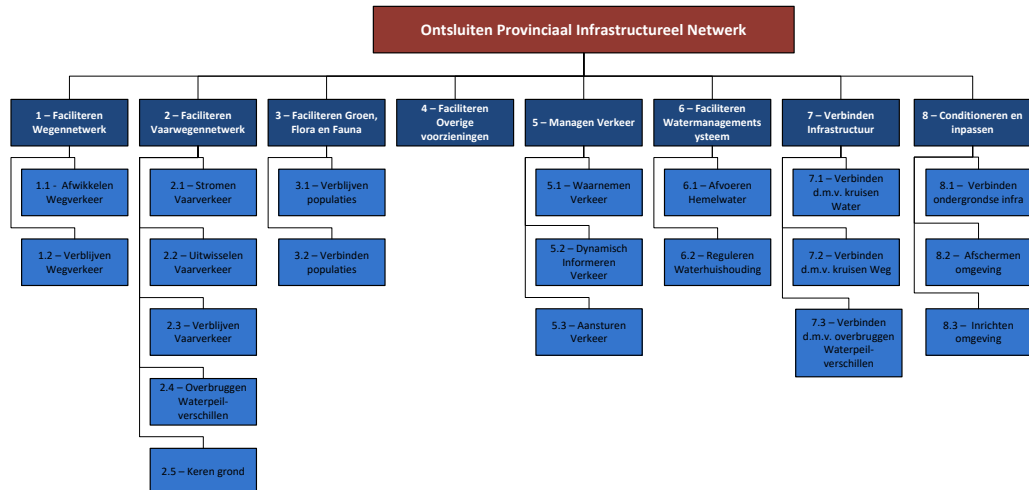 Ontsluiten Provinciaal Infrastructureel Netwerk
1 – Faciliteren
Wegennetwerk
1.1 - Afwikkelen
Wegverkeer
1.2 – Verblijven
Wegverkeer
2 – Faciliteren
Vaarwegennetwerk
2.1 – Stromen
Vaarverkeer
2.2 – Uitwisselen
Vaarverkeer
2.3 – Verblijven
Vaarverkeer
2.4 – Overbruggen
Waterpeil-
verschillen
2.5 – Keren grond
3 – Faciliteren Groen,
Flora en Fauna
3.1 – Verblijven
populaties
3.2 – Verbinden
populaties
4 – Faciliteren
Overige
voorzieningen
5 – Managen Verkeer
5.1 – Waarnemen
Verkeer
5.2 – Dynamisch
Informeren
Verkeer
5.3 – Aansturen
Verkeer
6 – Faciliteren
Watermanagements
ysteem
6.1 – Afvoeren
Hemelwater
6.2 – Reguleren
Waterhuishouding
7 – Verbinden
Infrastructuur
7.1 – Verbinden
d.m.v. kruisen
Water
7.2 – Verbinden
d.m.v. kruisen Weg
7.3 – Verbinden
d.m.v. overbruggen
Waterpeil-
verschillen
8 – Conditioneren en
inpassen
8.1 – Verbinden
ondergrondse infra
8.2 – Afschermen
omgeving
8.3 – Inrichten
omgeving